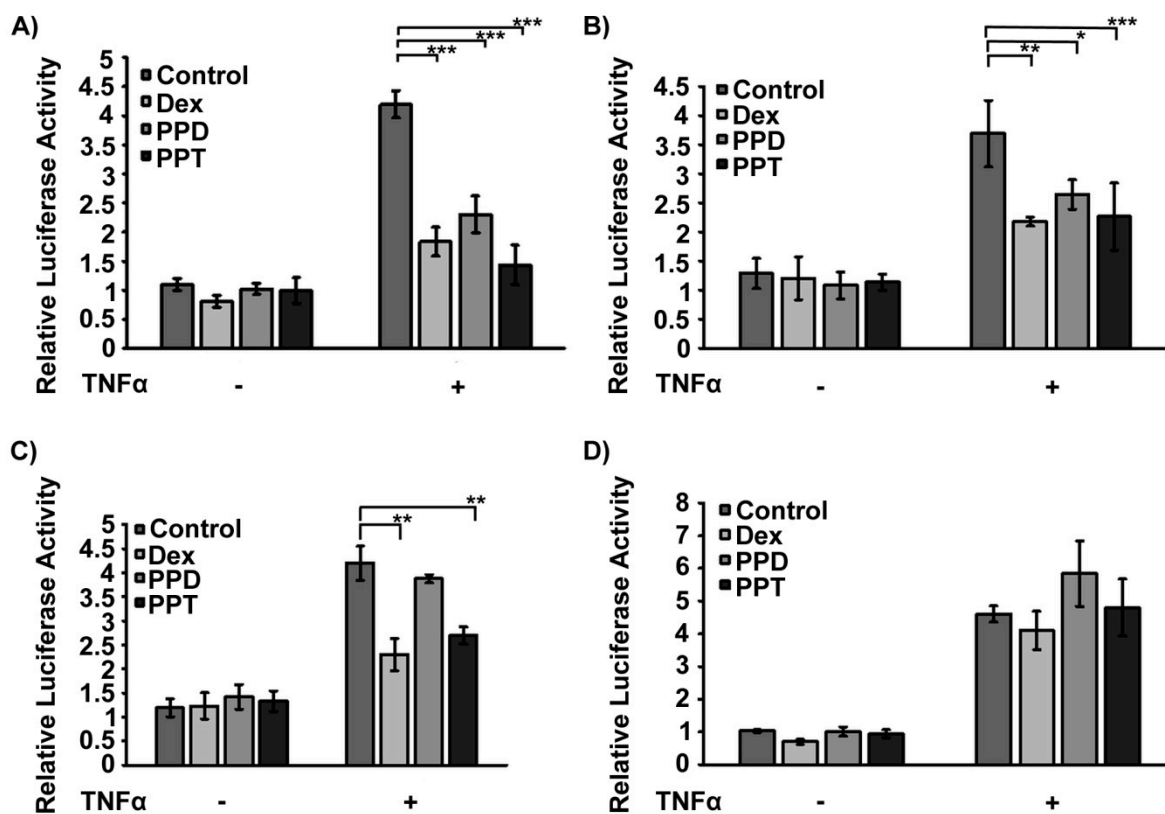 A)
***
***
***
Relative Luciferase Activity
5
4.5
4
3.5
3
2.5
2
1.5
1
0.5
0
Control
Dex
PPD
PPT
TNFα - +
B)
***
*
**
Relative Luciferase Activity
4.5
4
3.5
3
2.5
2
1.5
1
0.5
0
Control
Dex
PPD
PPT
TNFα - +
C)
**
**
Relative Luciferase Activity
5
4.5
4
3.5
3
2.5
2
1.5
1
0.5
0
Control
Dex
PPD
PPT
TNFα - +
D)
Relative Luciferase Activity
8
7
6
5
4
3
2
1
0
Control
Dex
PPD
PPT
TNFα - +